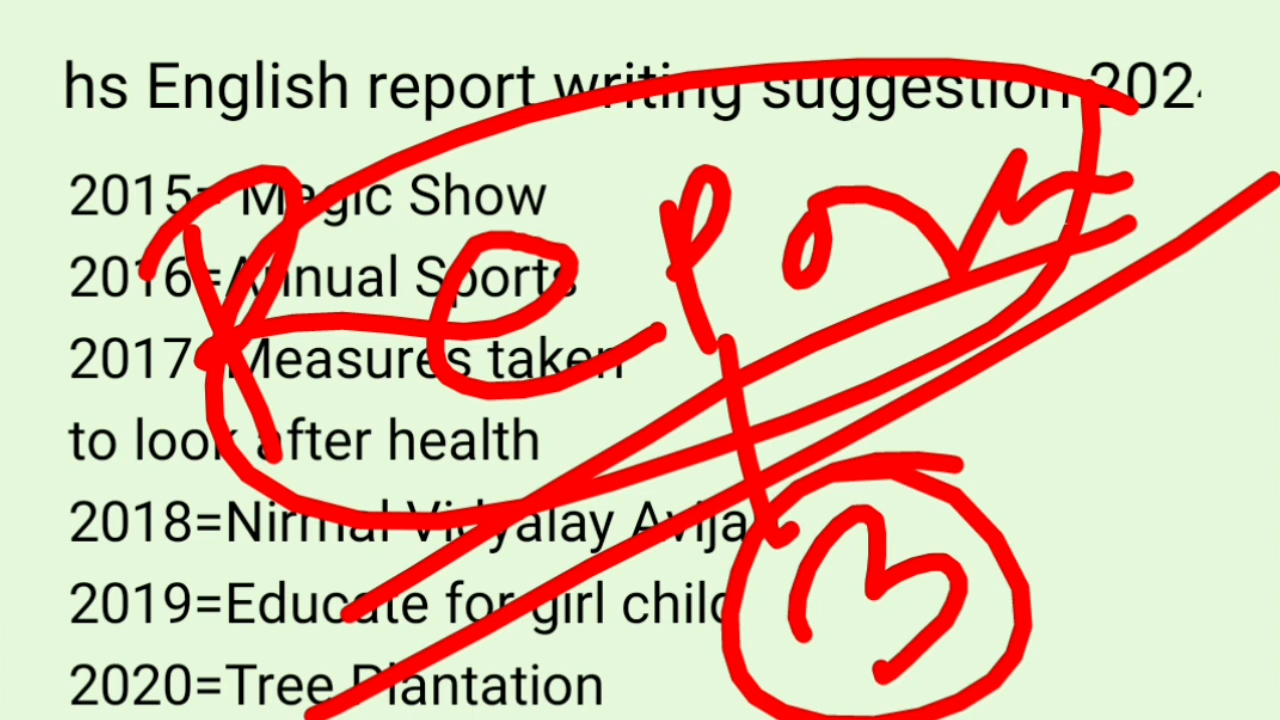 hs English report writing suggestion 202
2015= Magic Show
2016=Annual Sports
2017 Measures taken
to look after health
2018=Nirmal Vidyalay Avija
2019=Educate for girl child
2020=Tree Plantation
Report
3